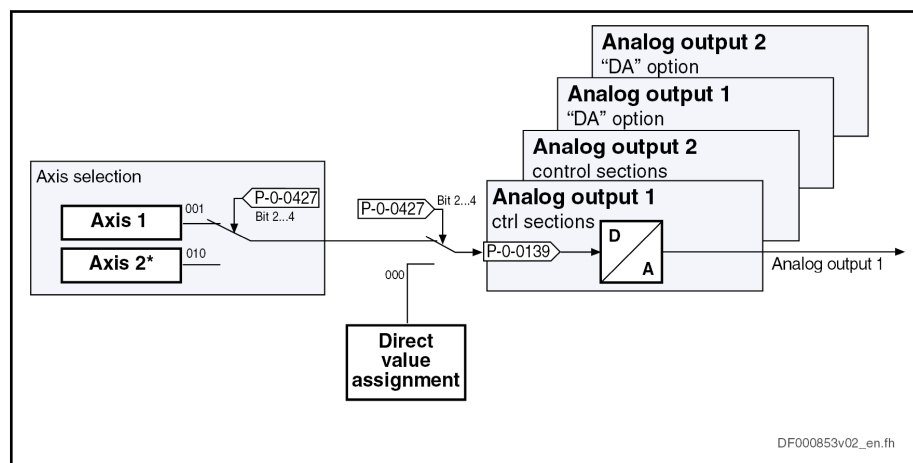 Analog output 2
“DA” option
Analog output 1
“DA” option
Analog output 2
control sections
Analog output 1
ctrl sections
Axis selection
P-0-0427
Bit 2...4
001
Axis 1
010
Axis 2*
P-0-0427
Bit 2...4
P-0-0139
D
A
Analog output 1
000
Direct
value
assignment
DF000853v02_en.fh